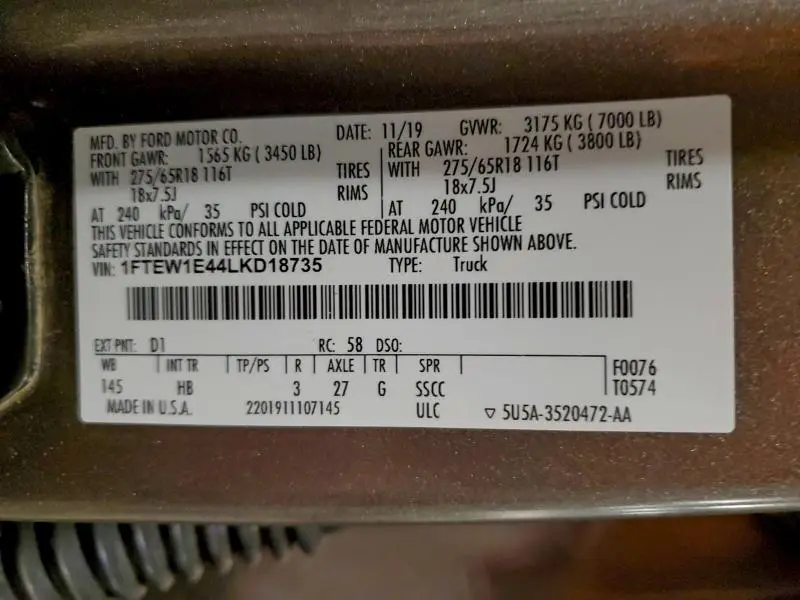 MFD. BY FORD MOTOR CO. DATE: 11/19 GVWR: 3175 KG ( 7000 LB)
FRONT GAWR: 1565 KG ( 3450 LB) REAR GAWR: 1724 KG ( 3800 LB)
WITH 275/65R18 116T TIRES WITH 275/65R18 116T TIRES
18x7.5J RIMS 18x7.5J RIMS
AT 240 kPa/ 35 PSI COLD AT 240 kPa/ 35 PSI COLD
THIS VEHICLE CONFORMS TO ALL APPLICABLE FEDERAL MOTOR VEHICLE
SAFETY STANDARDS IN EFFECT ON THE DATE OF MANUFACTURE SHOWN ABOVE.
VIN: 1FTEW1E44LKD18735 TYPE: Truck
EXT PNT: D1 RC: 58 DSO:
WB INT TR TP/PS R AXLE TR SPR F0076
145 HB 3 27 G SSCC T0574
MADE IN U.S.A. 2201911107145 ULC ▽ 5U5A-3520472-AA